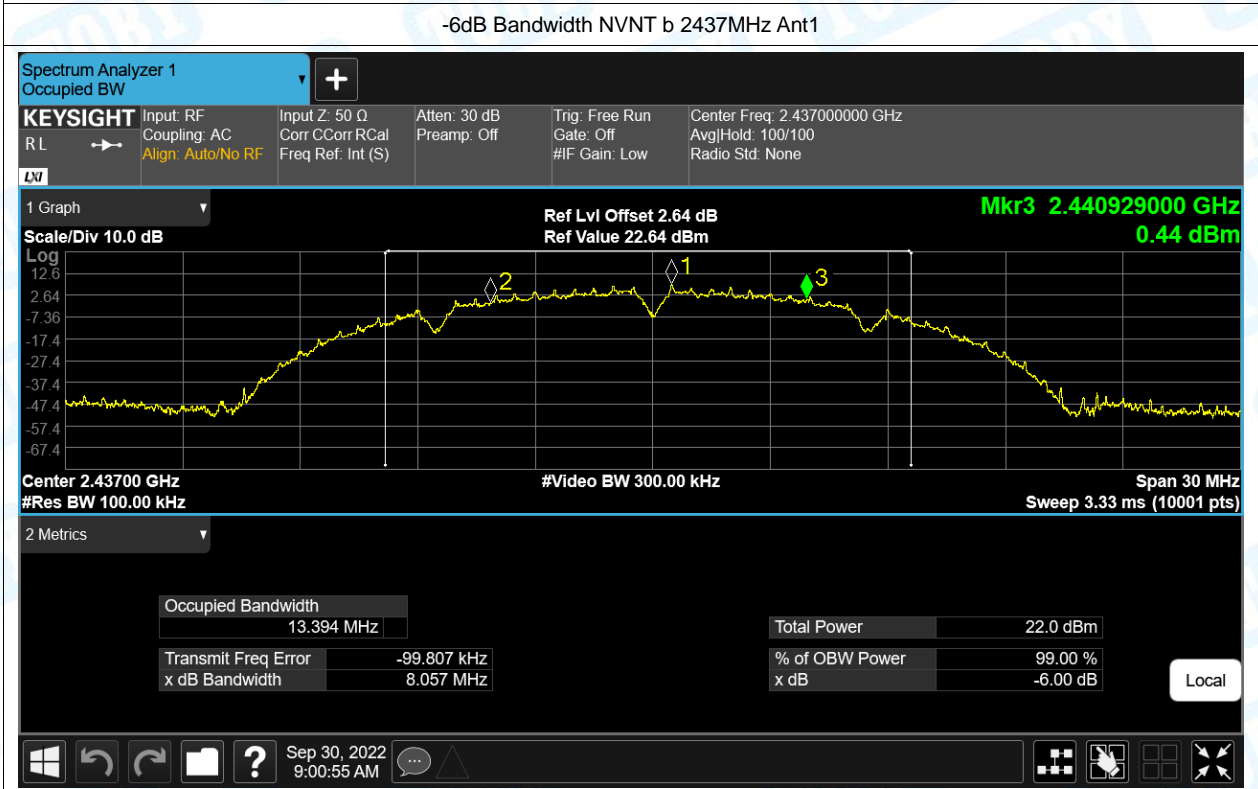 -6dB Bandwidth NVNT b 2437MHz Ant1
Spectrum Analyzer 1
Occupied BW
KEYSIGHT
RL
LXI
Input: RF
Coupling: AC
Align: Auto/No RF
Input Z: 50 Ω
Corr CCorr RCal
Freq Ref: Int (S)
Atten: 30 dB
Preamp: Off
Trig: Free Run
Gate: Off
#IF Gain: Low
Center Freq: 2.437000000 GHz
Avg|Hold: 100/100
Radio Std: None
1 Graph
Scale/Div 10.0 dB
Ref Lvl Offset 2.64 dB
Ref Value 22.64 dBm
Mkr3 2.440929000 GHz
0.44 dBm
Log
12.6
2.64
-7.36
-17.4
-27.4
-37.4
-47.4
-57.4
-67.4
2
1
3
Center 2.43700 GHz
#Video BW 300.00 kHz
Span 30 MHz
#Res BW 100.00 kHz
Sweep 3.33 ms (10001 pts)
2 Metrics
Occupied Bandwidth
13.394 MHz
Total Power 22.0 dBm
Transmit Freq Error -99.807 kHz
% of OBW Power 99.00 %
x dB Bandwidth 8.057 MHz
x dB -6.00 dB
Local
?
Sep 30, 2022
9:00:55 AM